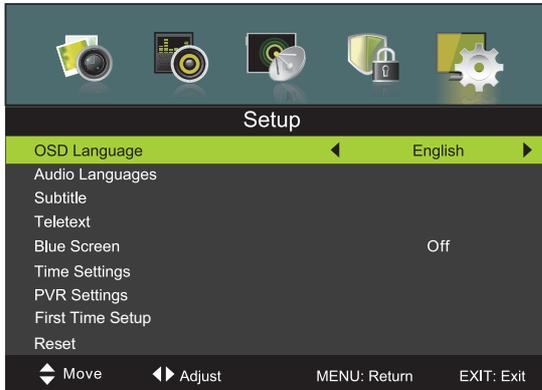 Setup
OSD Language English
Audio Languages
Subtitle
Teletext
Blue Screen Off
Time Settings
PVR Settings
First Time Setup
Reset
Move Adjust MENU: Return EXIT: Exit